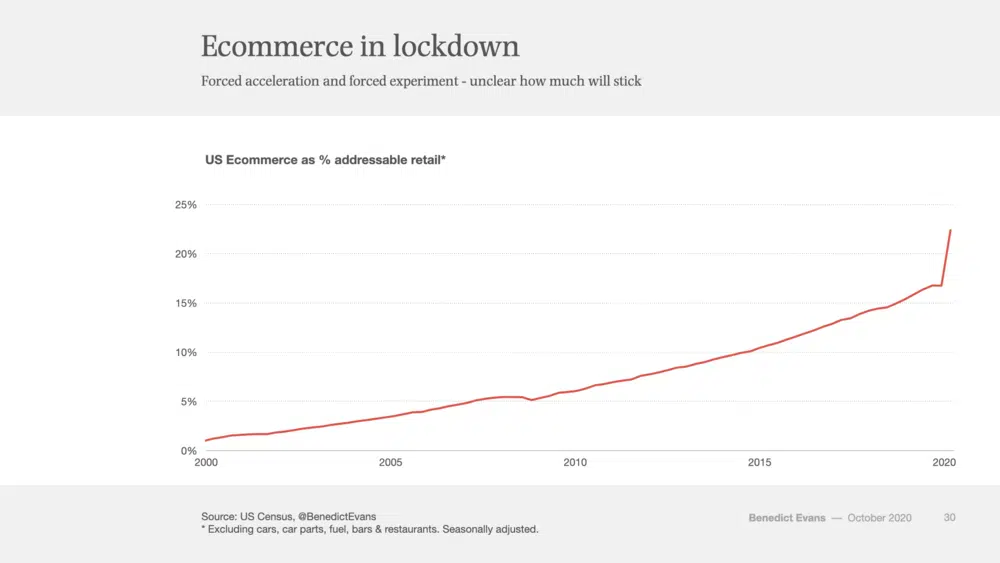 Ecommerce in lockdown
Forced acceleration and forced experiment - unclear how much will stick
US Ecommerce as % addressable retail*
25%
20%
15%
10%
5%
0%
2000 2005 2010 2015 2020
Source: US Census, @BenedictEvans
* Excluding cars, car parts, fuel, bars & restaurants. Seasonally adjusted.
Benedict Evans — October 2020 30